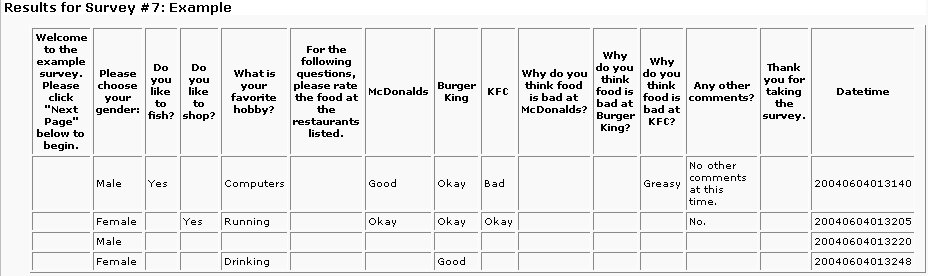 Results for Survey #7: Example
Welcome to the example survey. Please click "Next Page" below to begin.
Please choose your gender:
Do you like to fish?
Do you like to shop?
What is your favorite hobby?
For the following questions, please rate the food at the restaurants listed.
McDonalds
Burger King
KFC
Why do you think food is bad at McDonalds?
Why do you think food is bad at Burger King?
Why do you think food is bad at KFC?
Any other comments?
Thank you for taking the survey.
Datetime
Male Yes Computers Good Okay Bad Greasy No other comments at this time. 20040604013140
Female Yes Running Okay Okay Okay No. 20040604013205
Male 20040604013220
Female Drinking Good 20040604013248